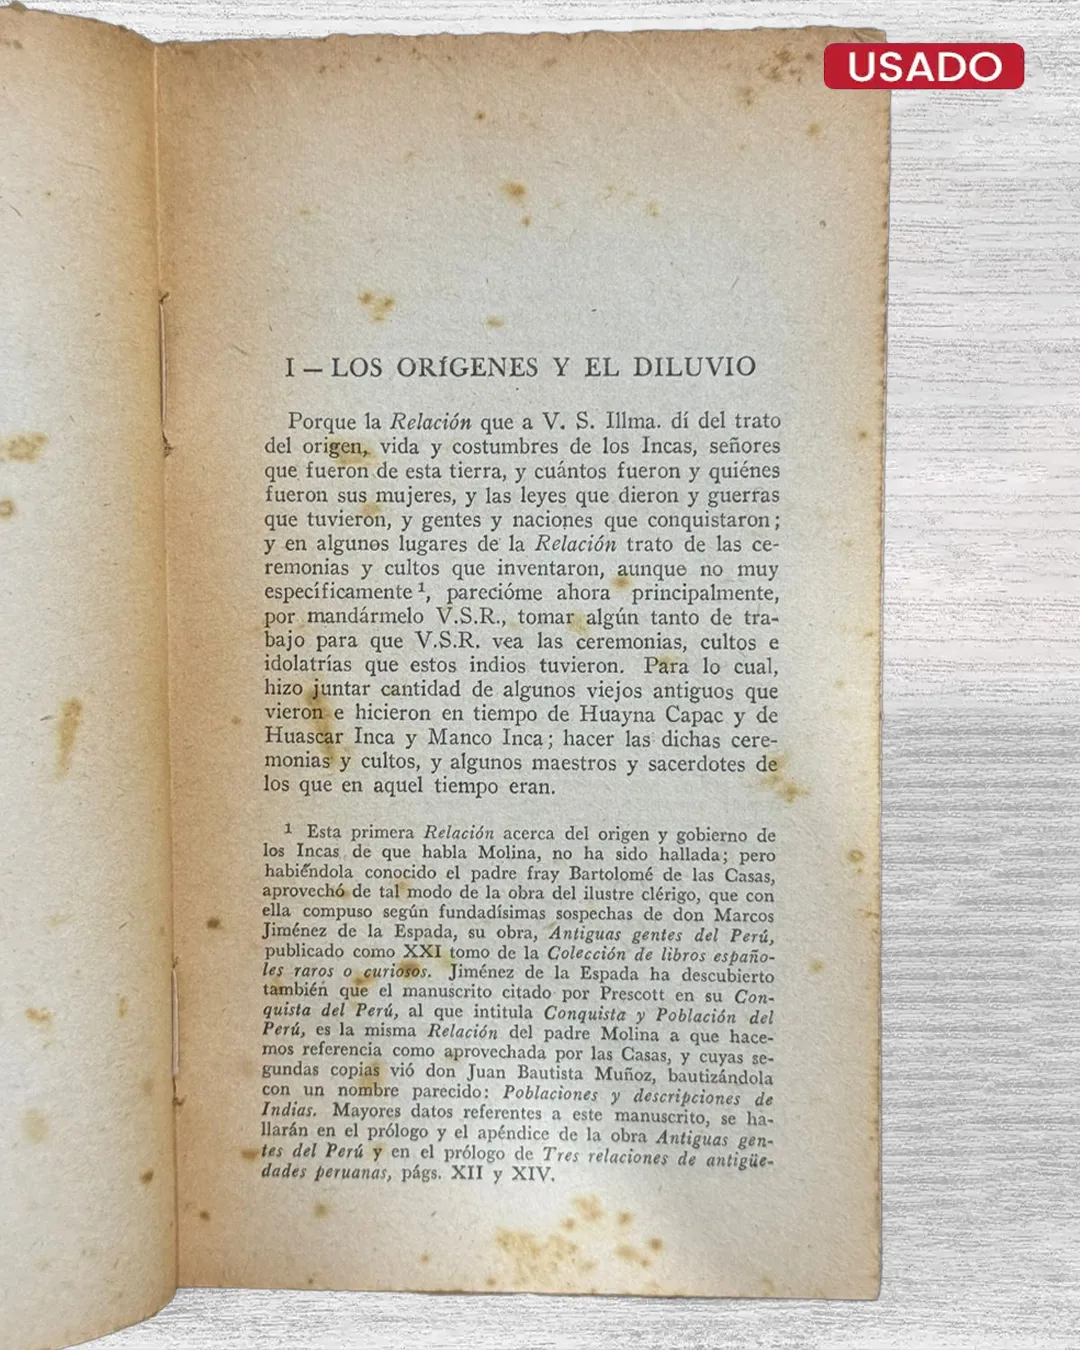 USADO
I — LOS ORÍGENES Y EL DILUVIO
Porque la Relación que a V. S. Illma. dí del trato
del origen, vida y costumbres de los Incas, señores
que fueron de esta tierra, y cuántos fueron y quiénes
fueron sus mujeres, y las leyes que dieron y guerras
que tuvieron, y gentes y naciones que conquistaron;
y en algunos lugares de la Relación trato de las ce-
remonias y cultos que inventaron, aunque no muy
específicamente ¹, parecióme ahora principalmente,
por mandármelo V.S.R., tomar algún tanto de tra-
bajo para que V.S.R. vea las ceremonias, cultos e
idolatrías que estos indios tuvieron. Para lo cual,
hizo juntar cantidad de algunos viejos antiguos que
vieron e hicieron en tiempo de Huayna Capac y de
Huascar Inca y Manco Inca; hacer las dichas cere-
monias y cultos, y algunos maestros y sacerdotes de
los que en aquel tiempo eran.
¹ Esta primera Relación acerca del origen y gobierno de
los Incas de que habla Molina, no ha sido hallada; pero
habiéndola conocido el padre fray Bartolomé de las Casas,
aprovechó de tal modo de la obra del ilustre clérigo, que con
ella compuso según fundadísimas sospechas de don Marcos
Jiménez de la Espada, su obra, Antiguas gentes del Perú,
publicado como XXI tomo de la Colección de libros españo-
les raros o curiosos. Jiménez de la Espada ha descubierto
también que el manuscrito citado por Prescott en su Con-
quista del Perú, al que intitula Conquista y Población del
Perú, es la misma Relación del padre Molina a que hace-
mos referencia como aprovechada por las Casas, y cuyas se-
gundas copias vió don Juan Bautista Muñoz, bautizándola
con un nombre parecido: Poblaciones y descripciones de
Indias. Mayores datos referentes a este manuscrito, se ha-
llarán en el prólogo y el apéndice de la obra Antiguas gen-
tes del Perú y en el prólogo de Tres relaciones de antigüe-
dades peruanas, págs. XII y XIV.